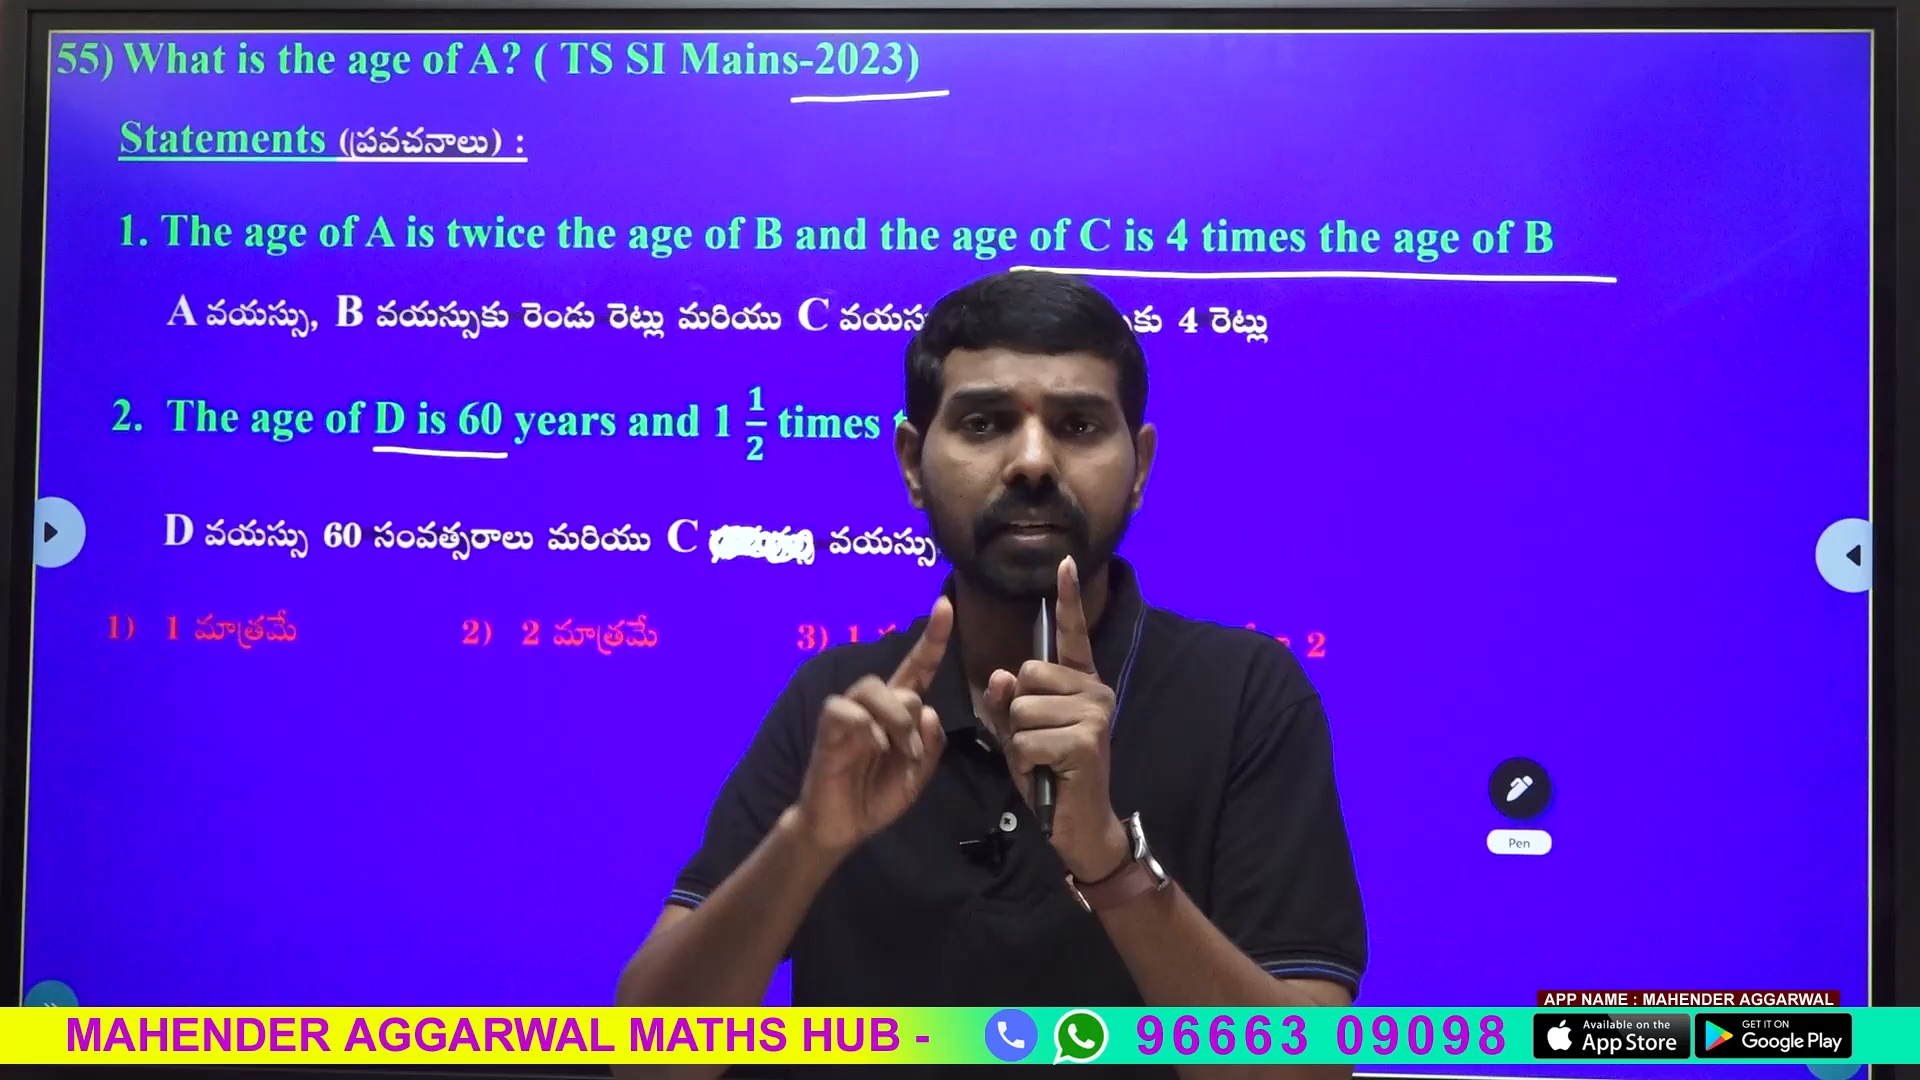 55) What is the age of A? ( TS SI Mains-2023)
Statements (ప్రవచనాలు) :
1. The age of A is twice the age of B and the age of C is 4 times the age of B
A వయస్సు, B వయస్సుకు రెండు రెట్లు మరియు C 4 రెట్లు
2. The age of D is 60 years and 1 1/2 times
D వయస్సు 60 సంవత్సరాలు మరియు C వయస్సు
1) 1 మాత్రమే 2) 2 మాత్రమే 3) 1 2
Pen
APP NAME : MAHENDER AGGARWAL
MAHENDER AGGARWAL MATHS HUB - 96663 09098
Available on the App Store
GET IT ON Google Play